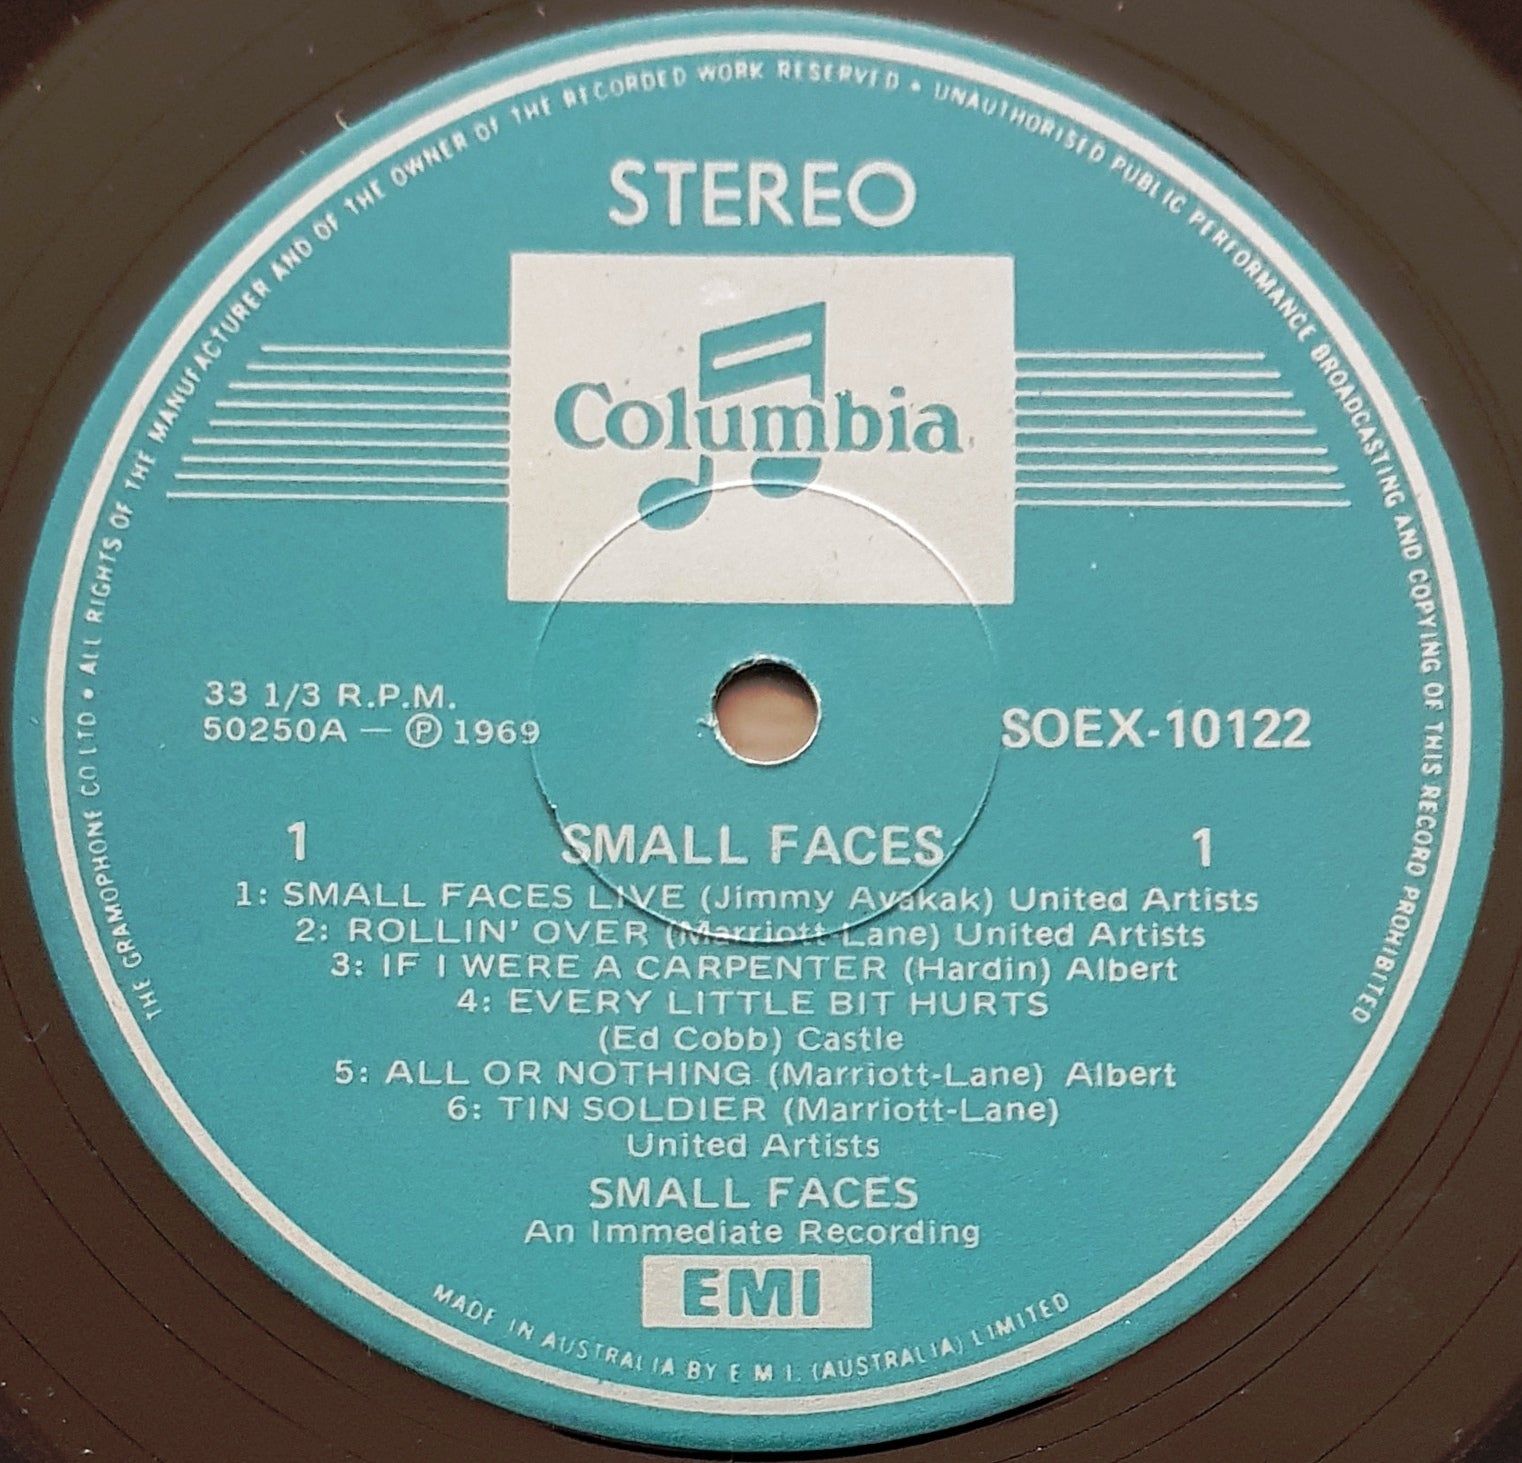 THE GRAMOPHONE CO LTD • ALL RIGHTS OF THE MANUFACTURER AND OF THE OWNER OF THE RECORDED WORK RESERVED • UNAUTHORISED PUBLIC PERFORMANCE BROADCASTING AND COPYING OF THIS RECORD PROHIBITED
STEREO
Columbia
33 1/3 R.P.M.
50250A — ℗ 1969
SOEX-10122
1 SMALL FACES 1
1: SMALL FACES LIVE (Jimmy Avakak) United Artists
2: ROLLIN' OVER (Marriott-Lane) United Artists
3: IF I WERE A CARPENTER (Hardin) Albert
4: EVERY LITTLE BIT HURTS
(Ed Cobb) Castle
5: ALL OR NOTHING (Marriott-Lane) Albert
6: TIN SOLDIER (Marriott-Lane)
United Artists
SMALL FACES
An Immediate Recording
EMI
MADE IN AUSTRALIA BY E M I. (AUSTRALIA) LIMITED